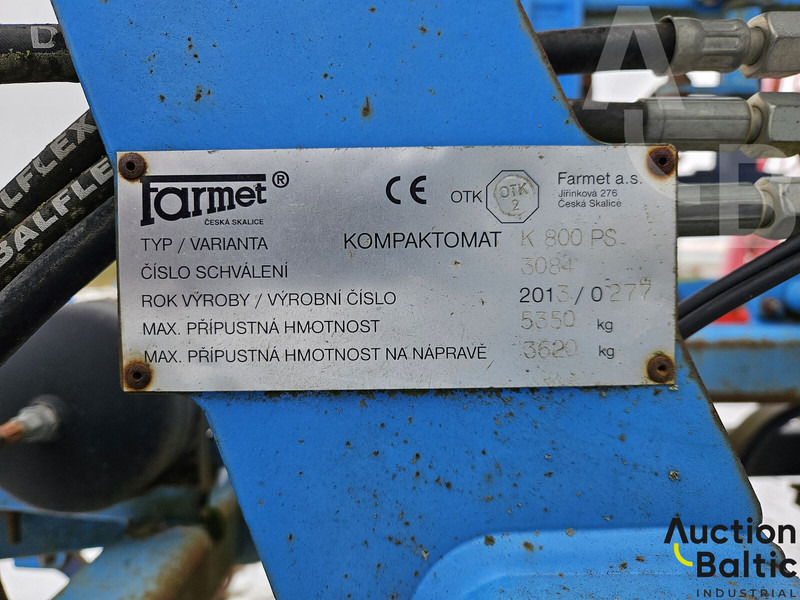 BALFLEX
BALFLEX
Farmet®
ČESKÁ SKALICE
CE
OTK
OTK
2
Farmet a.s.
Jiřinková 276
Česká Skalice
TYP / VARIANTA KOMPAKTOMAT K 800 PS
ČÍSLO SCHVÁLENÍ 3084
ROK VÝROBY / VÝROBNÍ ČÍSLO 2013/0277
MAX. PŘÍPUSTNÁ HMOTNOST 5350 kg
MAX. PŘÍPUSTNÁ HMOTNOST NA NÁPRAVĚ 3620 kg
Auction
Baltic
INDUSTRIAL